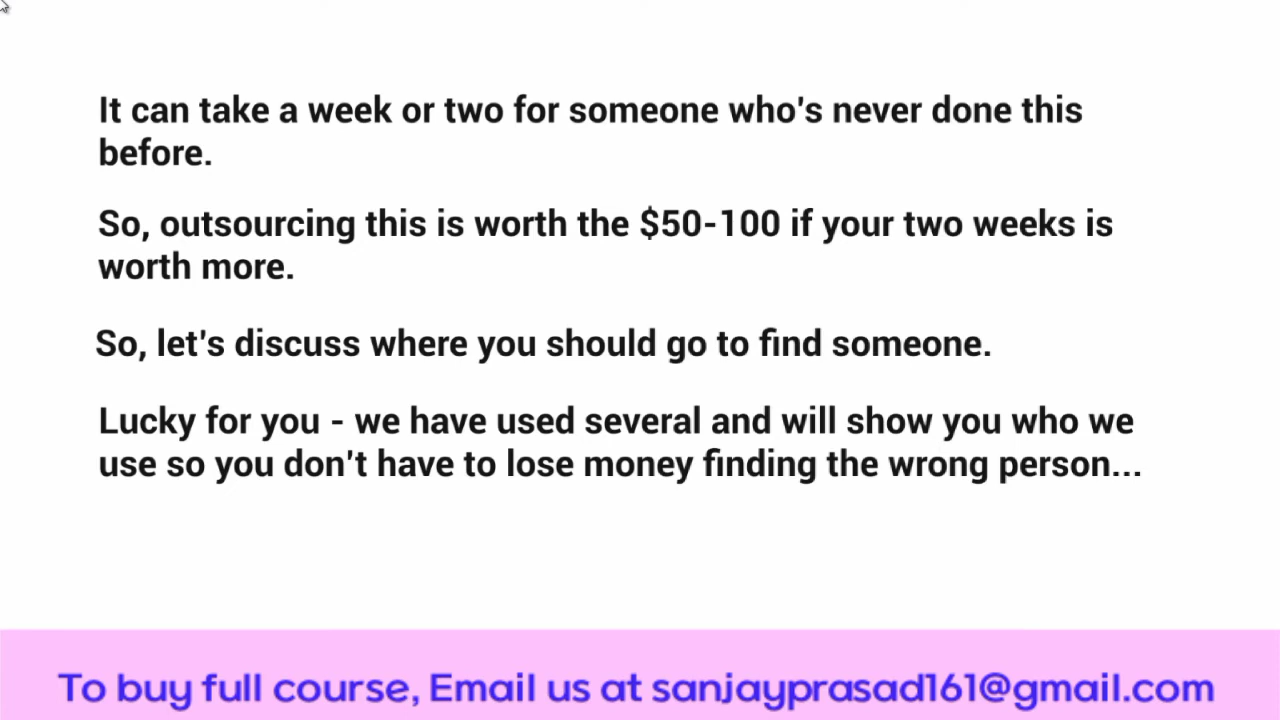 It can take a week or two for someone who's never done this
before.
So, outsourcing this is worth the $50-100 if your two weeks is
worth more.
So, let's discuss where you should go to find someone.
Lucky for you - we have used several and will show you who we
use so you don't have to lose money finding the wrong person...
To buy full course, Email us at sanjayprasad161@gmail.com